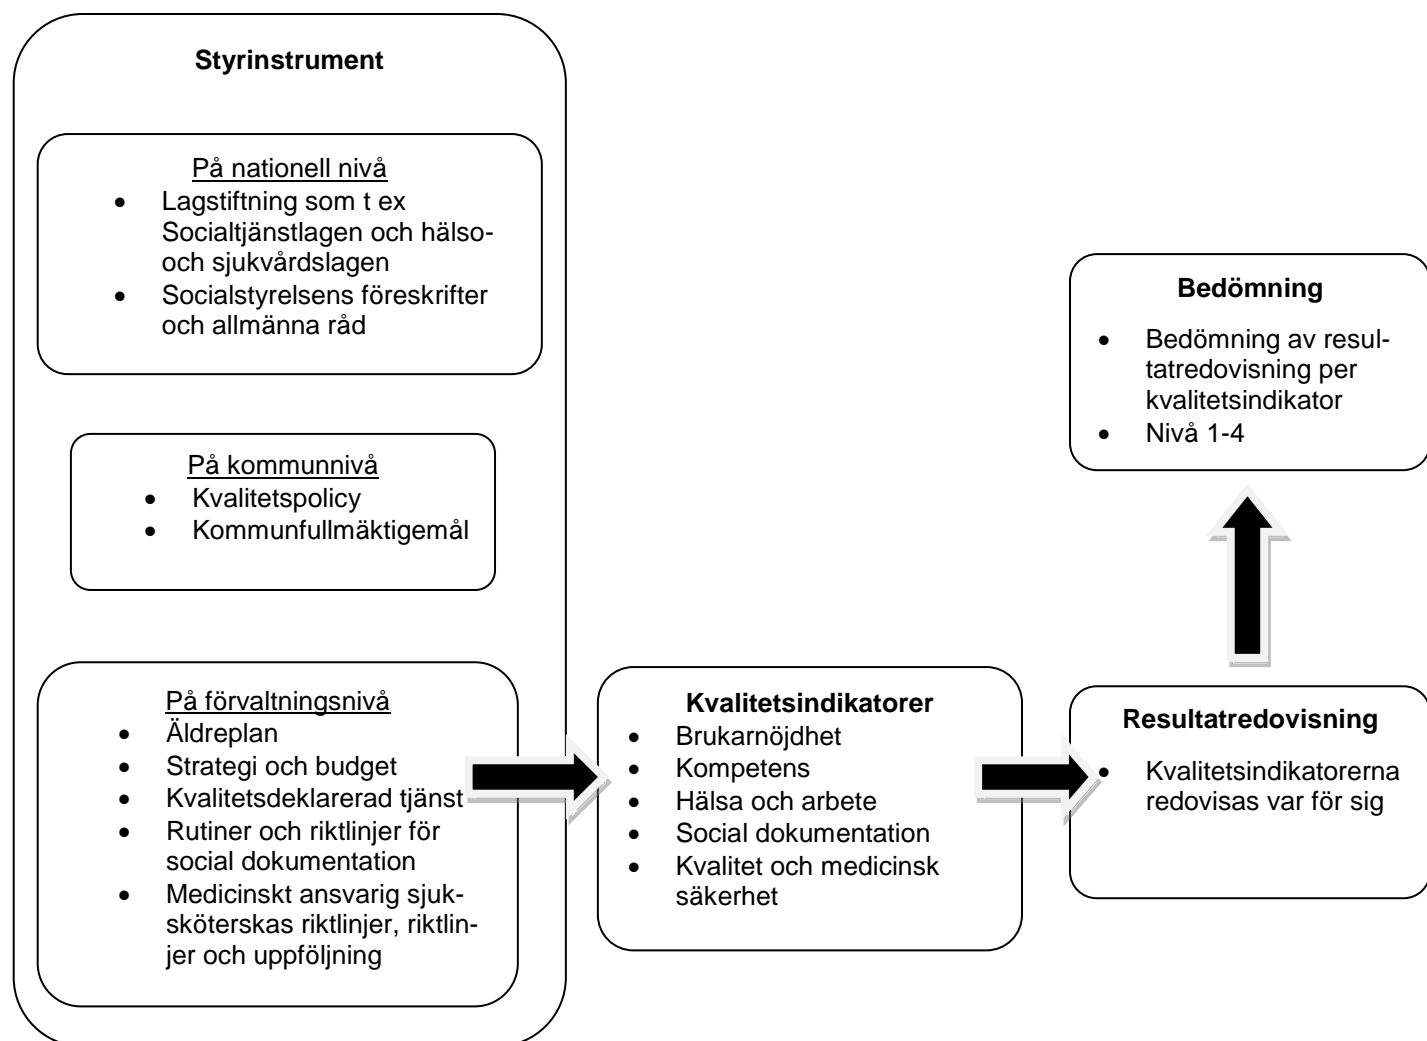 Styrinstrument
På nationell nivå
• Lagstiftning som t ex
Socialtjänstlagen och hälso-
och sjukvårdslagen
• Socialstyrelsens föreskrifter
och allmänna råd
På kommunnivå
• Kvalitetspolicy
• Kommunfullmäktigemål
På förvaltningsnivå
• Äldreplan
• Strategi och budget
• Kvalitetsdeklarerad tjänst
• Rutiner och riktlinjer för
social dokumentation
• Medicinskt ansvarig sjuk-
sköterskas riktlinjer, riktlin-
jer och uppföljning
Kvalitetsindikatorer
• Brukarnöjdhet
• Kompetens
• Hälsa och arbete
• Social dokumentation
• Kvalitet och medicinsk
säkerhet
Resultatredovisning
• Kvalitetsindikatorerna
redovisas var för sig
Bedömning
• Bedömning av resul-
tatredovisning per
kvalitetsindikator
• Nivå 1-4